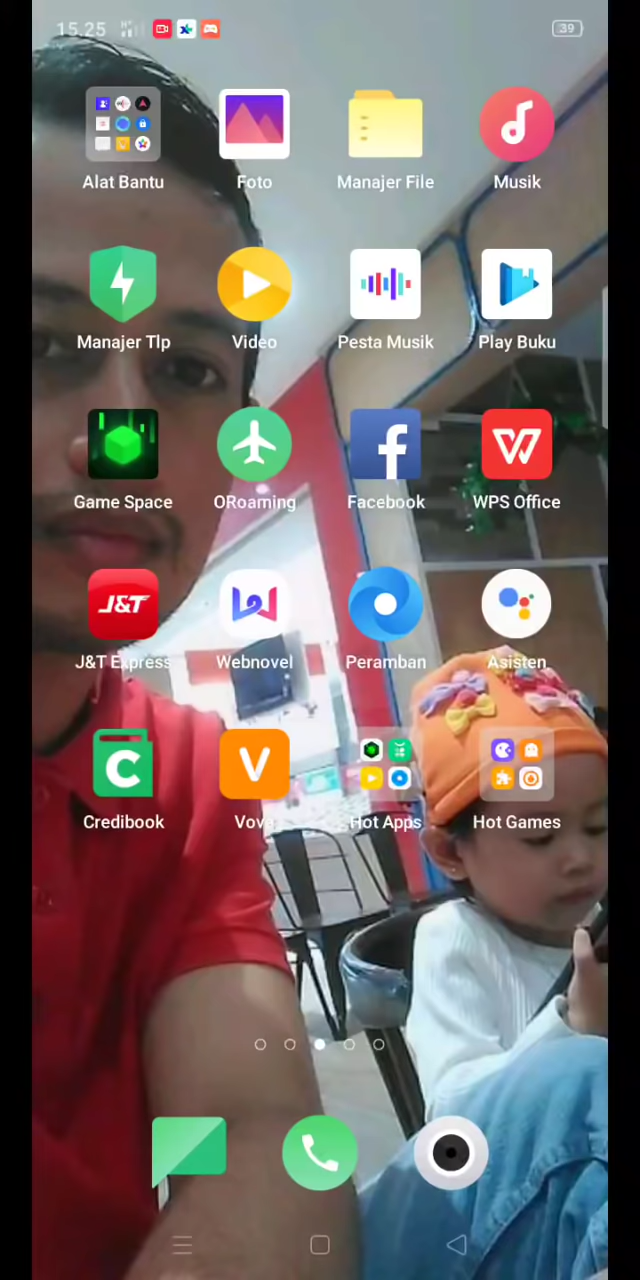 15.25
39
Alat Bantu
Foto
Manajer File
Musik
Manajer Tlp
Video
Pesta Musik
Play Buku
Game Space
ORoaming
Facebook
WPS Office
J&T
J&T Express
Webnovel
Peramban
Asisten
Credibook
Vova
Hot Apps
Hot Games